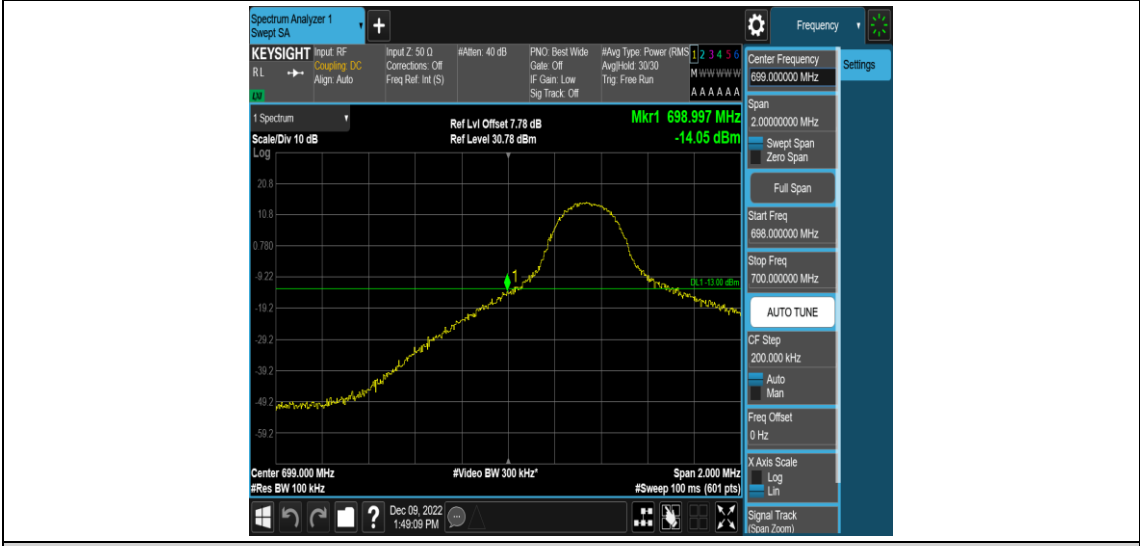 Spectrum Analyzer 1
Swept SA
+
Frequency
KEYSIGHT
R L
Input: RF
Coupling: DC
Align: Auto
Input Z: 50 Ω
Corrections: Off
Freq Ref: Int (S)
#Atten: 40 dB
PNO: Best Wide
Gate: Off
IF Gain: Low
Sig Track: Off
#Avg Type: Power (RMS
Avg|Hold: 30/30
Trig: Free Run
1 2 3 4 5 6
M W W W W W
A A A A A A
1 Spectrum
Scale/Div 10 dB
Log
Ref Lvl Offset 7.78 dB
Ref Level 30.78 dBm
Mkr1 698.997 MHz
-14.05 dBm
20.8
10.8
0.780
-9.22
-19.2
-29.2
-39.2
-49.2
-59.2
1
DL1 -13.00 dBm
Center 699.000 MHz
#Res BW 100 kHz
#Video BW 300 kHz*
Span 2.000 MHz
#Sweep 100 ms (601 pts)
Center Frequency
699.000000 MHz
Settings
Span
2.00000000 MHz
Swept Span
Zero Span
Full Span
Start Freq
698.000000 MHz
Stop Freq
700.000000 MHz
AUTO TUNE
CF Step
200.000 kHz
Auto
Man
Freq Offset
0 Hz
X Axis Scale
Log
Lin
Signal Track
(Span Zoom)
?
Dec 09, 2022
1:49:09 PM